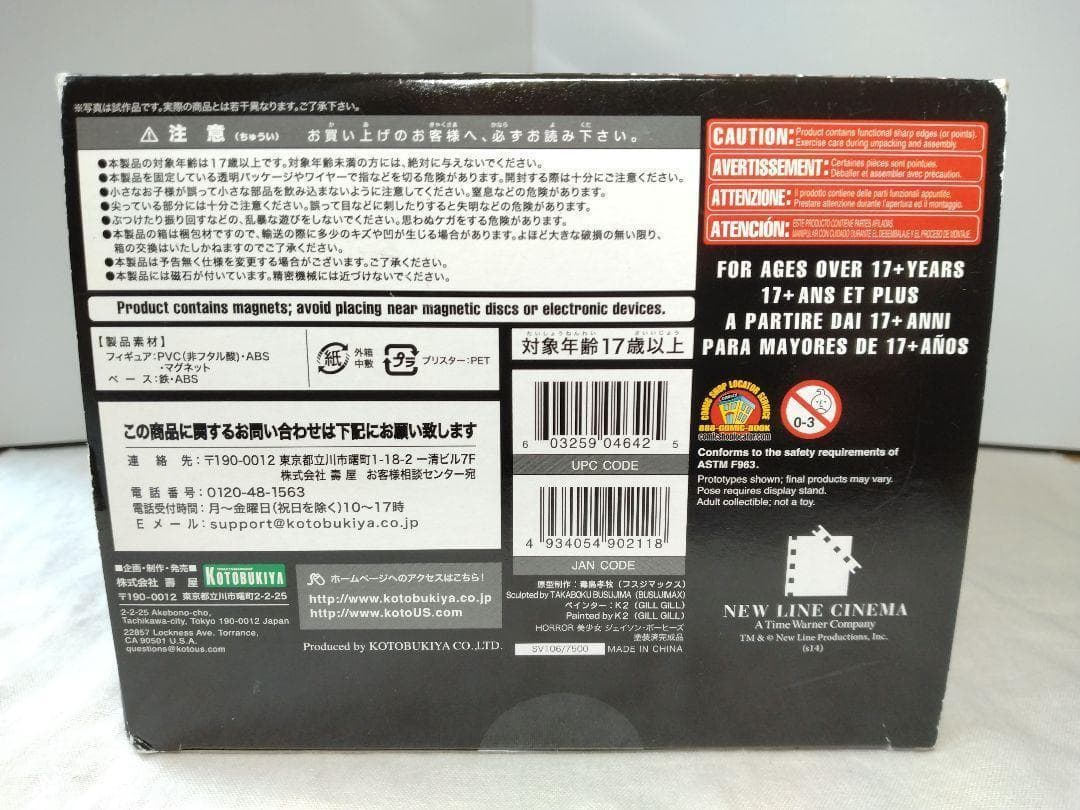 ※写真は試作品です。実際の商品とは若干異なります。ご了承下さい。
注意(ちゅうい) お買い上げのお客様へ、必ずお読み下さい。
●本製品の対象年齢は17歳以上です。対象年齢未満の方には、絶対に与えないでください。
●本製品を固定している透明パッケージやワイヤーで指などを切る危険があります。開封する際は十分にご注意ください。
●小さなお子様が誤って小さな部品を飲み込まないように注意してください。窒息などの危険があります。
●尖っている部分には十分ご注意ください。誤って目などに刺したりすると失明などの危険があります。
●ぶつけたり振り回すなどの、乱暴な遊びをしないでください。思わぬケガをする危険があります。
●本製品の箱は梱包材ですので、輸送の際に多少のキズや凹が生じる場合があります。よほど大きな破損の無い限り、
箱の交換はいたしかねますのでご了承ください。
●本製品は予告無く仕様を変更する場合がございます。ご了承ください。
●本製品には磁石が付いています。精密機械には近づけないでください。
Product contains magnets; avoid placing near magnetic discs or electronic devices.
【製品素材】
フィギュア:PVC(非フタル酸)・ABS
・マグネット
ベース:鉄・ABS
紙 外箱
中敷
プラ ブリスター:PET
対象年齢17歳以上
この商品に関するお問い合わせは下記にお願い致します
連絡先:〒190-0012 東京都立川市曙町1-18-2 一清ビル7F
株式会社 壽屋 お客様相談センター宛
電話番号:0120-48-1563
電話受付時間:月〜金曜日(祝日を除く)10〜17時
Eメール:support@kotobukiya.co.jp
6 03259 04642 5
UPC CODE
4 934054 902118
JAN CODE
■企画・制作・発売■
株式会社 壽屋 KOTOBUKIYA
〒190-0012 東京都立川市曙町2-2-25
2-2-25 Akebono-cho,
Tachikawa-city, Tokyo 190-0012 Japan
22857 Lockness Ave. Torrance,
CA 90501 U.S.A.
questions@kotous.com
ホームページへのアクセスはこちら!
http://www.kotobukiya.co.jp
http://www.kotoUS.com
Produced by KOTOBUKIYA CO.,LTD.
原型制作:毒島孝牧(ブスジマックス)
Sculpted by TAKABOKU BUSUJIMA (BUSUJIMAX)
ペインター:K2(GILL GILL)
Painted by K2 (GILL GILL)
HORROR 美少女 ジェイソン・ボーヒーズ
塗装済完成品
SV106/7500 MADE IN CHINA
CAUTION: Product contains functional sharp edges (or points).
Exercise care during unpacking and assembly.
AVERTISSEMENT: Certaines pièces sont pointues.
Déballer et assembler avec précaution.
ATTENZIONE: Il prodotto contiene delle parti funzionali appuntite.
Prestare attenzione durante l'apertura ed il montaggio.
ATENCIÓN: ESTE PRODUCTO CONTIENE PARTES AFILADAS.
MANIPULAR CON CUIDADO DURANTE EL DESEMBALAJE Y EL PROCESO DE MONTAJE.
FOR AGES OVER 17+YEARS
17+ANS ET PLUS
A PARTIRE DAI 17+ANNI
PARA MAYORES DE 17+AÑOS
COMIC SHOP LOCATOR SERVICE
COMICS
888-COMIC-BOOK
comicshoplocator.com
0-3
Conforms to the safety requirements of
ASTM F963.
Prototypes shown; final products may vary.
Pose requires display stand.
Adult collectible; not a toy.
NEW LINE CINEMA
A Time Warner Company
TM & © New Line Productions, Inc.
(s14)